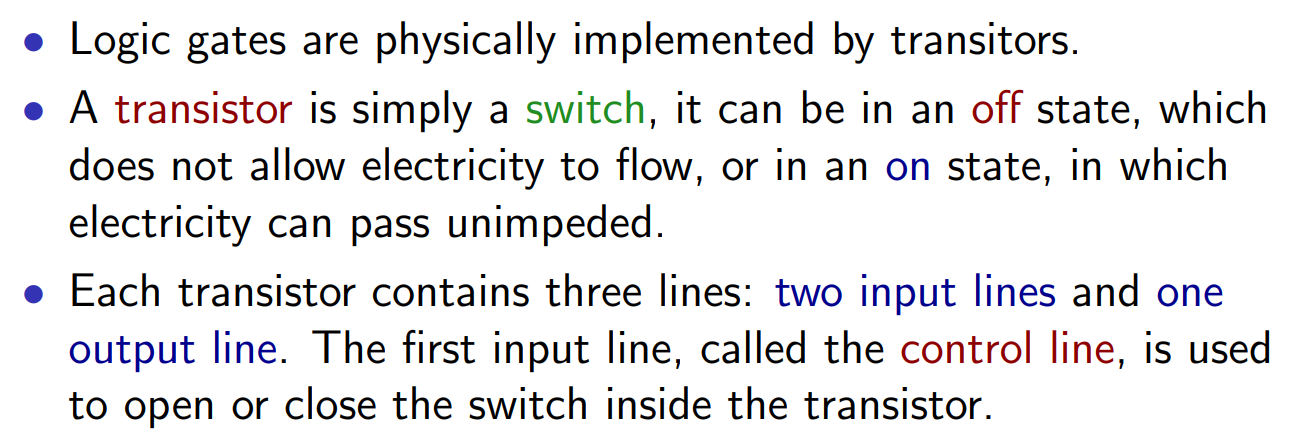 • Logic gates are physically implemented by transitors.
• A transistor is simply a switch, it can be in an off state, which
does not allow electricity to flow, or in an on state, in which
electricity can pass unimpeded.
• Each transistor contains three lines: two input lines and one
output line. The first input line, called the control line, is used
to open or close the switch inside the transistor.